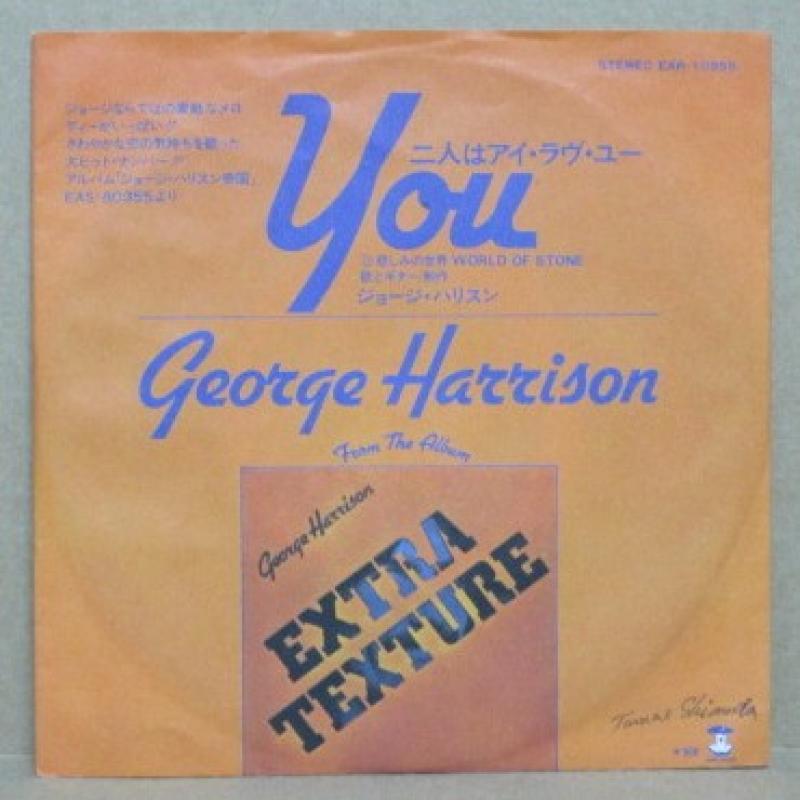 STEREO EAR-10856
ジョージならではの素敵なメロ
ディーがいっぱい!!
さわやかな恋の気持ちを歌った
大ヒット・ナンバー!!
アルバム「ジョージ・ハリスン帝国」
EAS-80355より
二人はアイ・ラヴ・ユー
You
悲しみの世界 WORLD OF STONE
歌とギター/制作
ジョージ・ハリスン
George Harrison
From The Album
George Harrison
EXTRA
TEXTURE